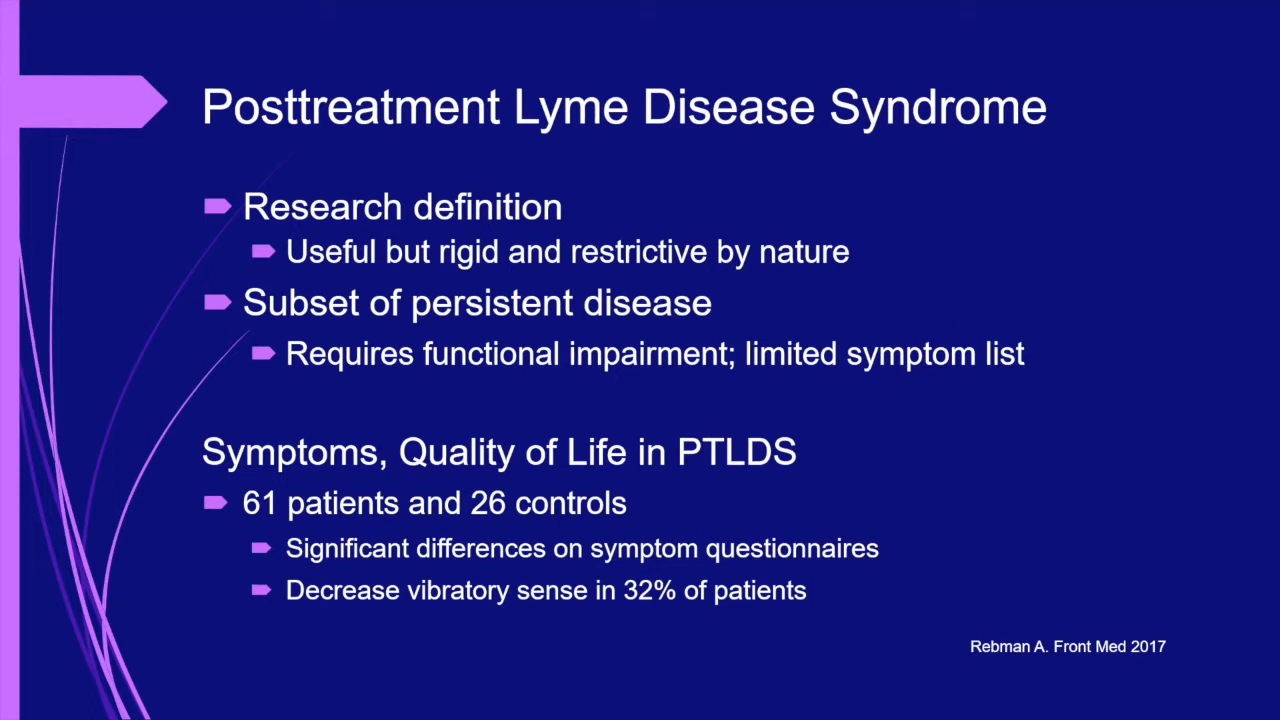 Posttreatment Lyme Disease Syndrome
Research definition
Useful but rigid and restrictive by nature
Subset of persistent disease
Requires functional impairment; limited symptom list
Symptoms, Quality of Life in PTLDS
61 patients and 26 controls
Significant differences on symptom questionnaires
Decrease vibratory sense in 32% of patients
Rebman A. Front Med 2017